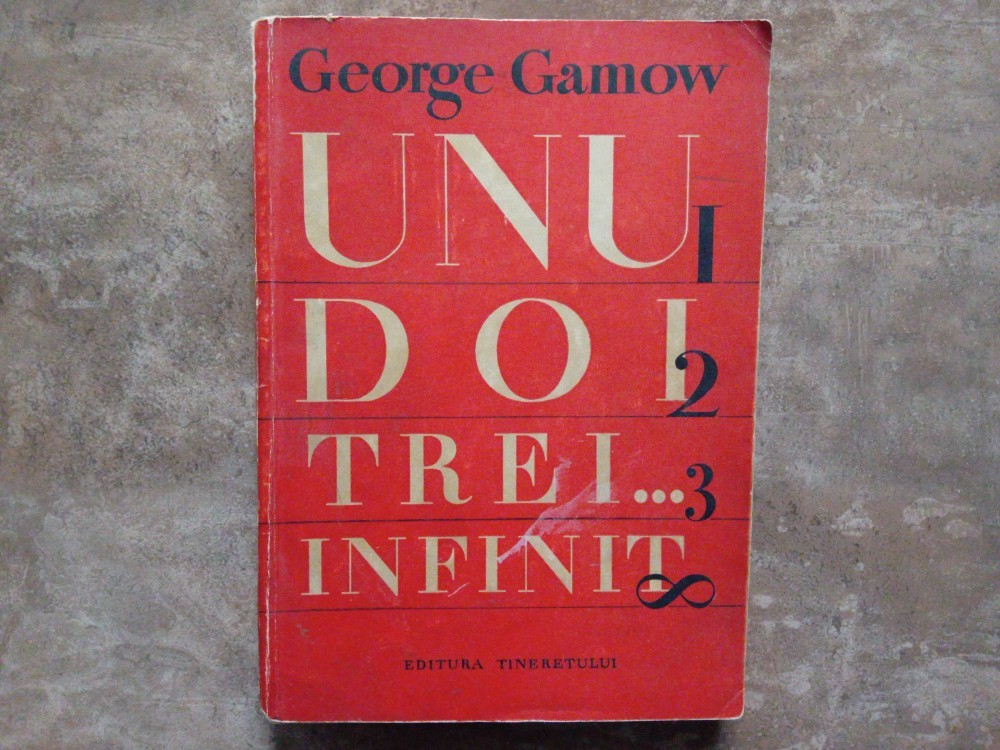 George Gamow
UNU 1
DOI 2
TREI...3
INFINIT ∞
EDITURA TINERETULUI